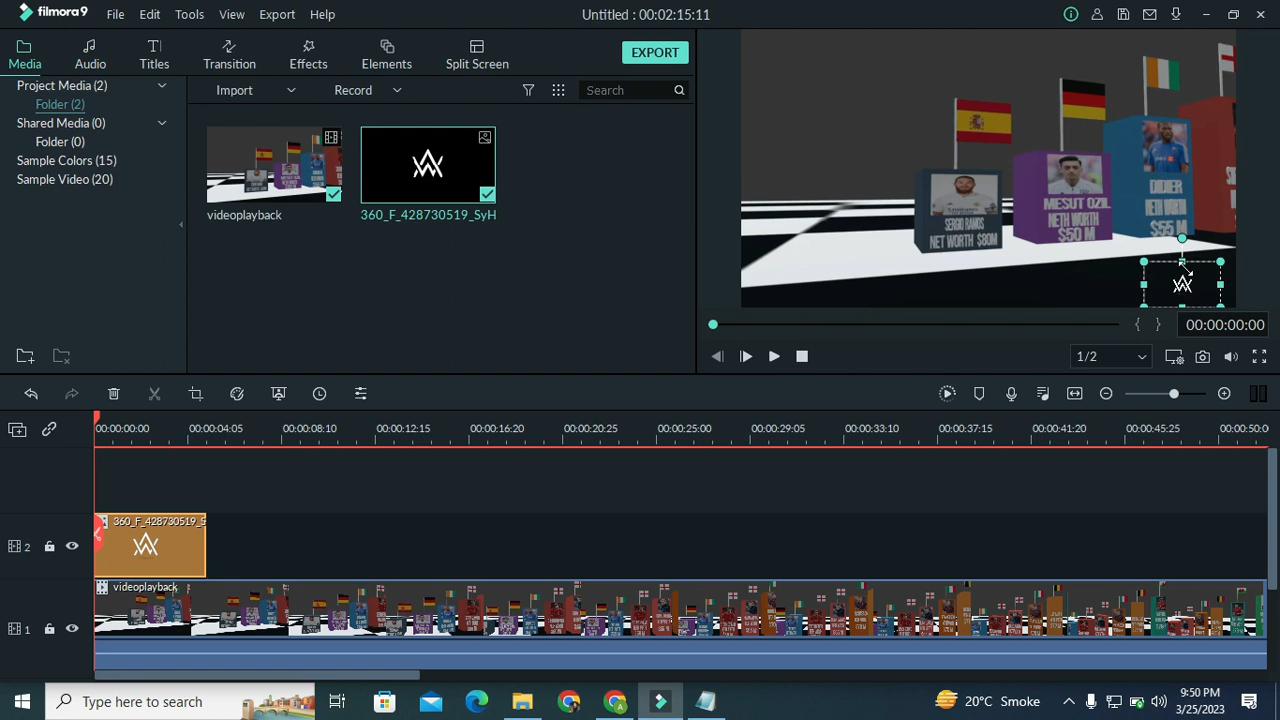 filmora9 File Edit Tools View Export Help Untitled : 00:02:15:11
Media Audio Titles Transition Effects Elements Split Screen EXPORT
Project Media (2)
Folder (2)
Shared Media (0)
Folder (0)
Sample Colors (15)
Sample Video (20)
Import Record Search
videoplayback 360_F_428730519_SyH
SERGIO RAMOS
NET WORTH $80M
MESUT OZIL
NETH WORTH
$50 M
DIDIER
NETH WORTH
$55 M
00:00:00:00
1/2
00:00:00:00 00:00:04:05 00:00:08:10 00:00:12:15 00:00:16:20 00:00:20:25 00:00:25:00 00:00:29:05 00:00:33:10 00:00:37:15 00:00:41:20 00:00:45:25 00:00:50:0
360_F_428730519_S
2
videoplayback
1
Type here to search
20°C Smoke
9:50 PM
3/25/2023